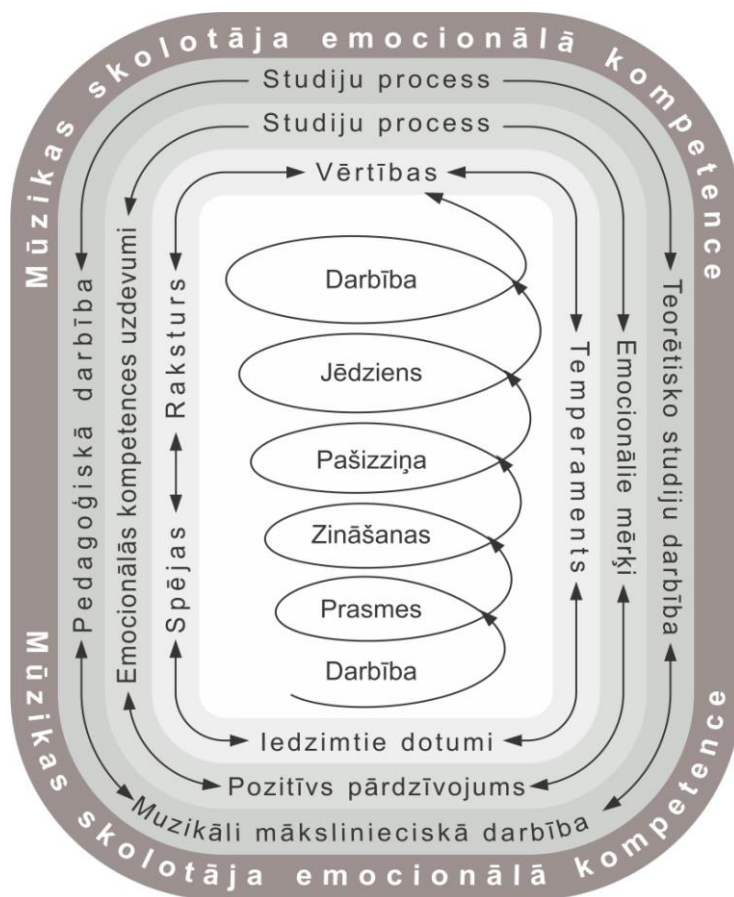 Mūzikas skolotāja emocionālā kompetence
Studiju process
Studiju process
Vērtības
Pedagoģiskā darbība
Emocionālās kompetences uzdevumi
Raksturs
Spējas
Darbība
Jēdziens
Pašizziņa
Zināšanas
Prasmes
Darbība
Temperaments
Emocionālie mērķi
Teorētisko studiju darbība
Iedzimtie dotumi
Pozitīvs pārdzīvojums
Muzikāli mākslinieciskā darbība
Mūzikas skolotāja emocionālā kompetence